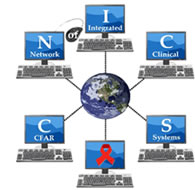 N
Network
of
I
Integrated
C
Clinical
C
CFAR
S
Systems